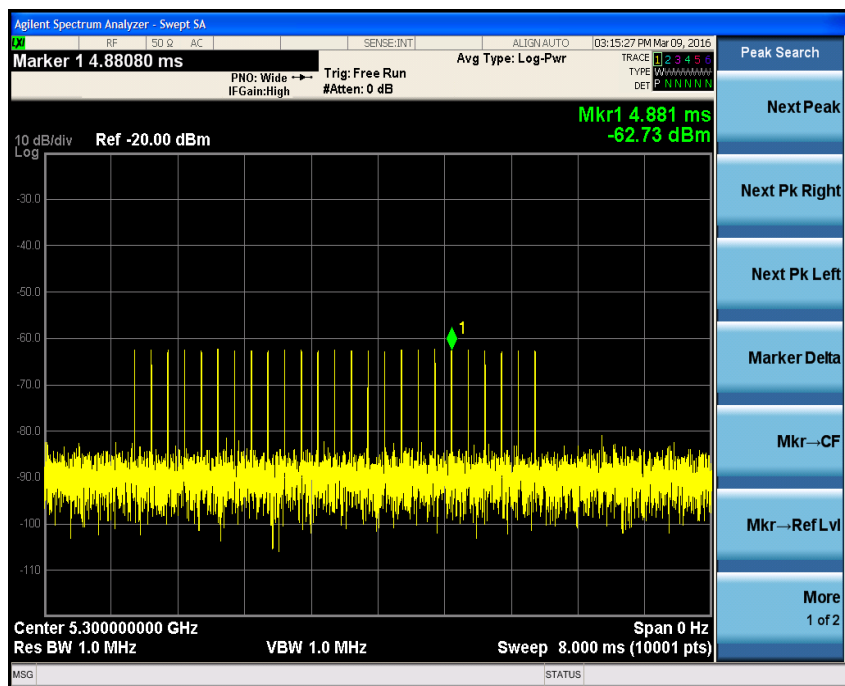 Agilent Spectrum Analyzer - Swept SA
LXI RF 50 Ω AC SENSE:INT ALIGNAUTO 03:15:27 PM Mar 09, 2016
Marker 1 4.88080 ms
PNO: Wide
IFGain:High
Trig: Free Run
#Atten: 0 dB
Avg Type: Log-Pwr
TRACE 1 2 3 4 5 6
TYPE WWWWWW
DET P N N N N N
Peak Search
Next Peak
Next Pk Right
Next Pk Left
Marker Delta
Mkr→CF
Mkr→Ref Lvl
More
1 of 2
Mkr1 4.881 ms
-62.73 dBm
10 dB/div Ref -20.00 dBm
Log
-30.0
-40.0
-50.0
-60.0
-70.0
-80.0
-90.0
-100
-110
1
Center 5.300000000 GHz Span 0 Hz
Res BW 1.0 MHz VBW 1.0 MHz Sweep 8.000 ms (10001 pts)
MSG STATUS